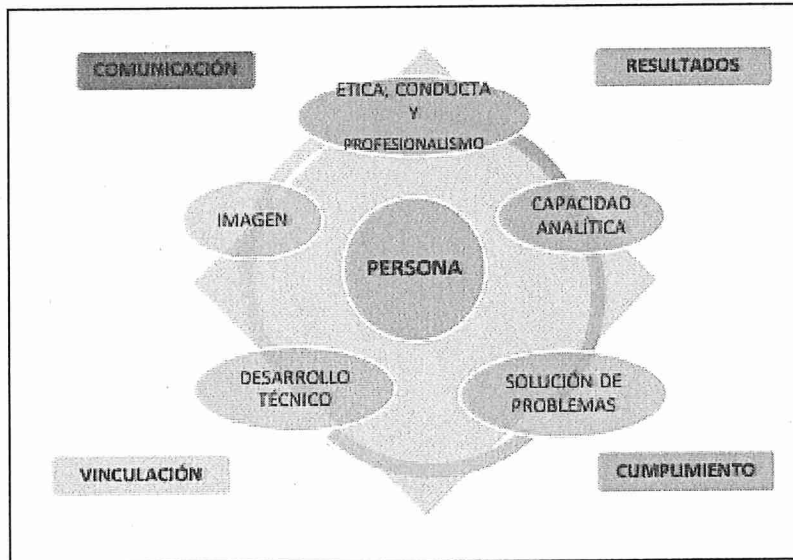 COMUNICACIÓN
RESULTADOS
ETICA, CONDUCTA
Y
PROFESIONALISMO
IMAGEN
CAPACIDAD
ANALÍTICA
PERSONA
DESARROLLO
TÉCNICO
SOLUCIÓN DE
PROBLEMAS
VINCULACIÓN
CUMPLIMIENTO